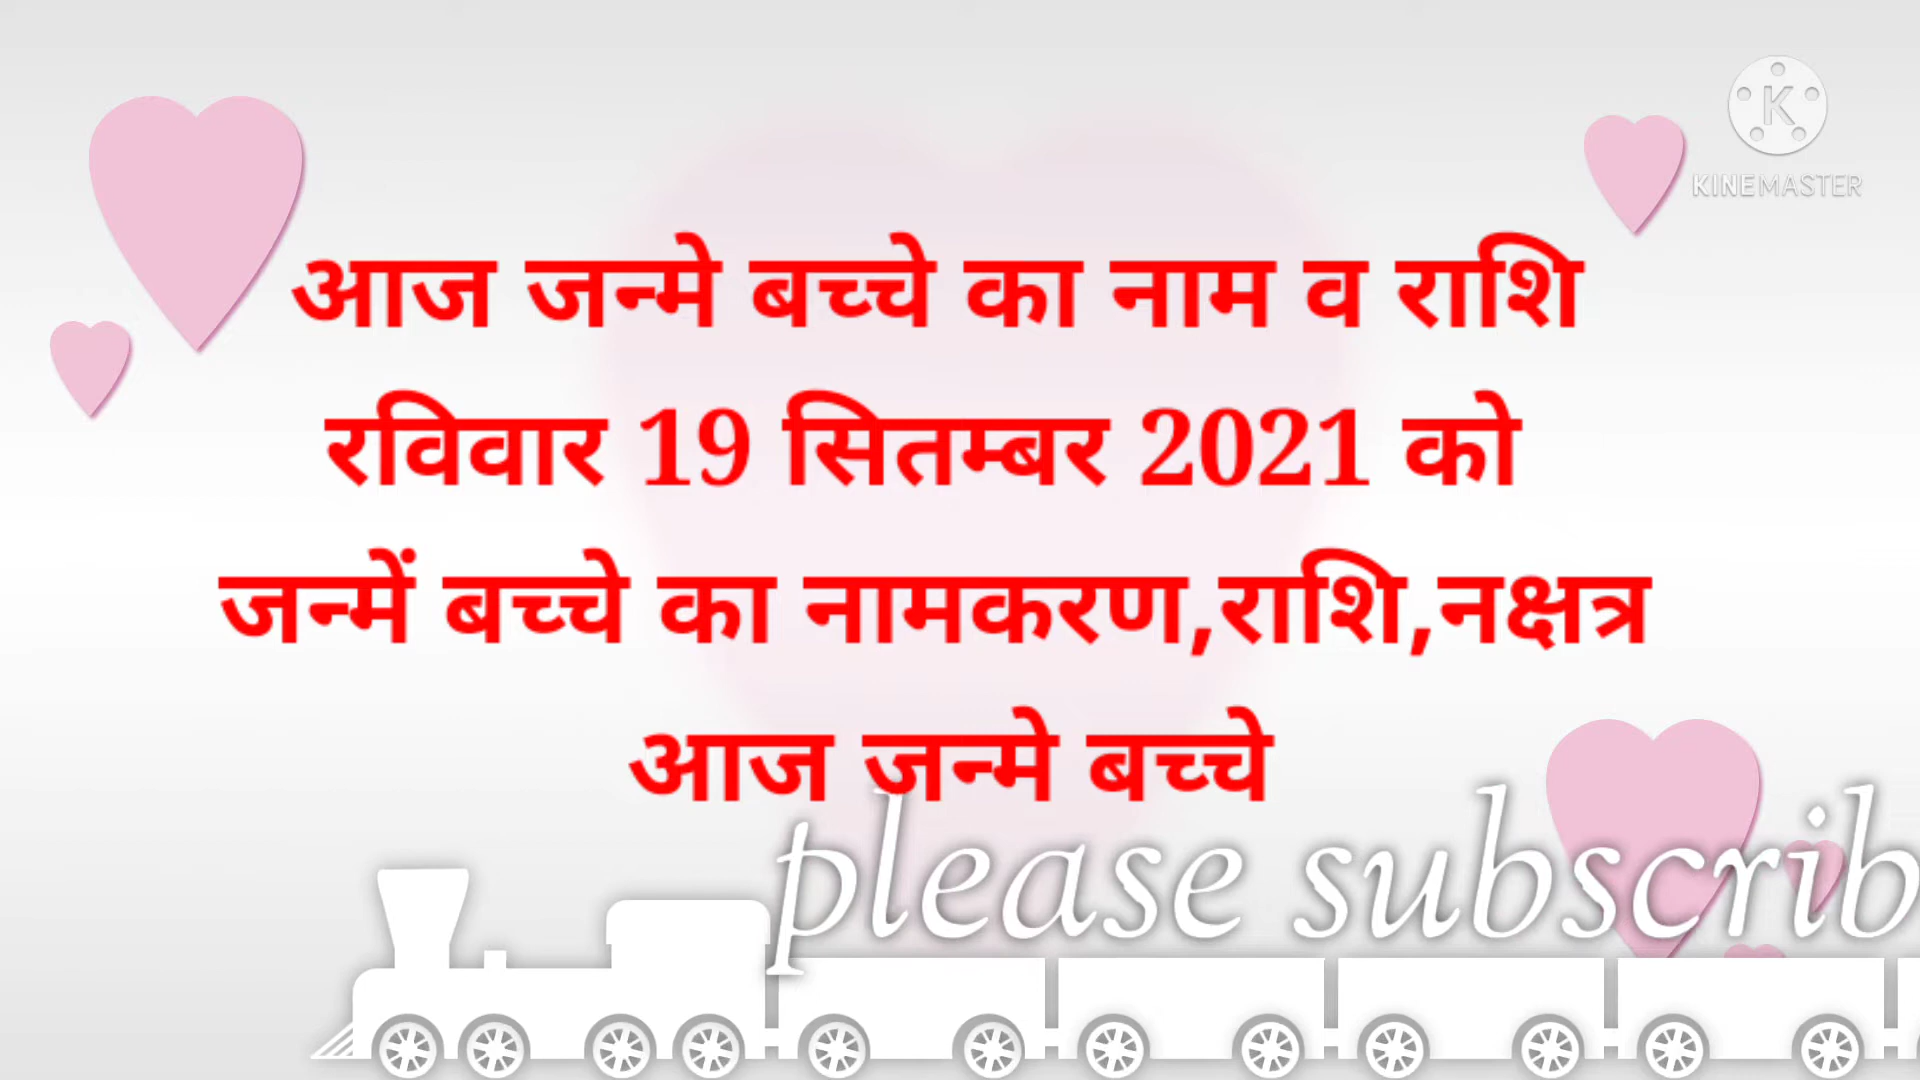 KINEMASTER
आज जन्मे बच्चे का नाम व राशि
रविवार 19 सितम्बर 2021 को
जन्में बच्चे का नामकरण,राशि,नक्षत्र
आज जन्मे बच्चे
please subscrib